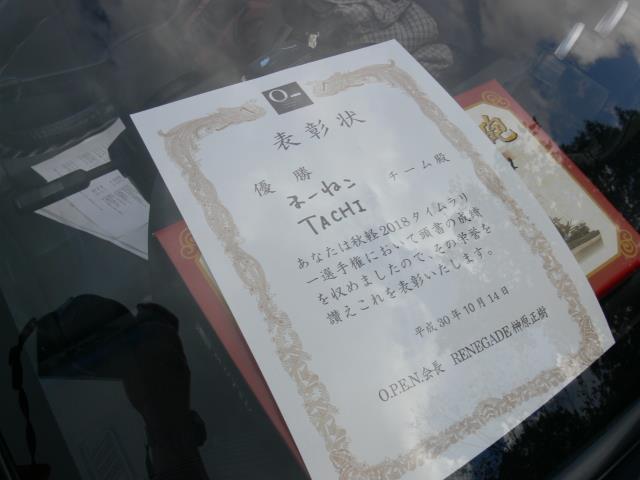 表彰状
優勝
まーねこ
TACHI
チーム殿
あなたは秋軽2018タイムラリ
ー選手権において頭書の成績
を収めましたので、その栄誉を
讃えこれを表彰いたします。
平成30年10月14日
O.P.E.N.会長 RENEGADE榊原正樹